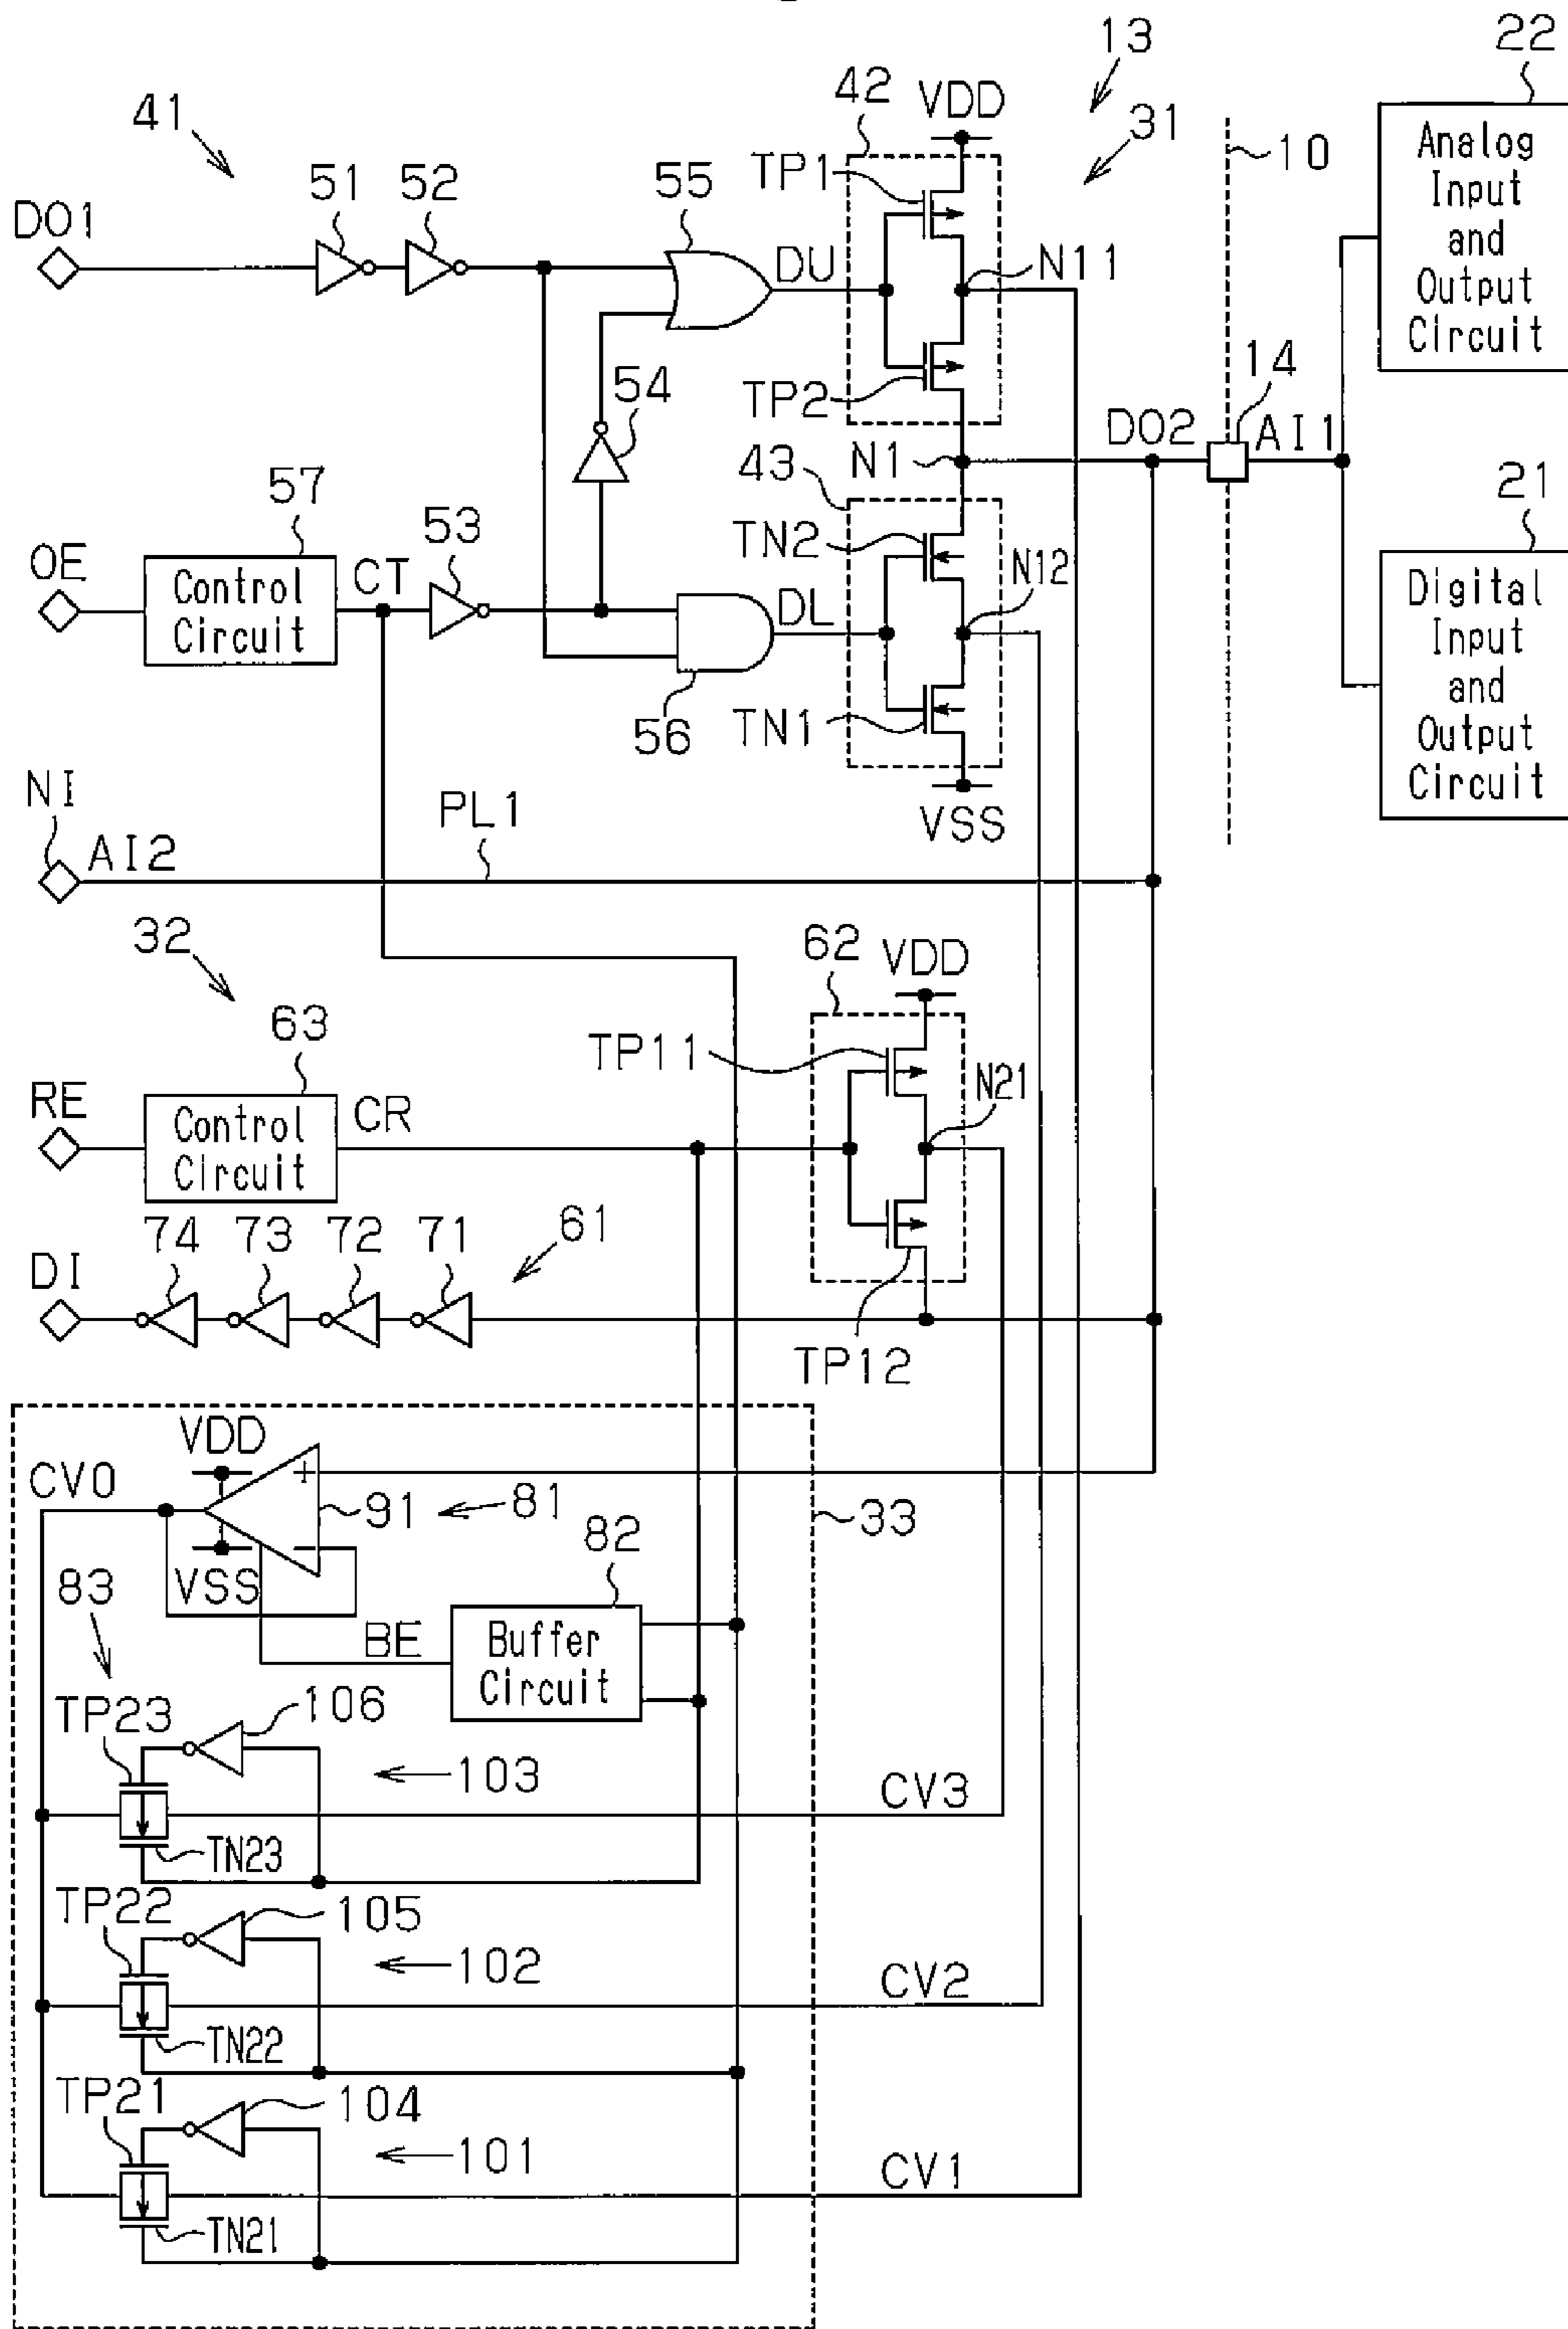 22
13
42
VDD
41
31
TP1
10
Analog
Input
and
Output
Circuit
51
52
55
DO1
DU
N11
14
54
TP2
DO2
AI1
43
N1
57
21
53
TN2
OE
Control
Circuit
CT
N12
Digital
Input
and
Output
Circuit
DL
56
TN1
NI
PL1
VSS
AI2
32
62
VDD
63
TP11
RE
N21
Control
Circuit
CR
74
73
72
71
61
DI
TP12
VDD
CV0
+
91
81
33
82
VSS
83
BE
Buffer
Circuit
TP23
106
103
CV3
TN23
TP22
105
102
CV2
TN22
TP21
104
101
CV1
TN21